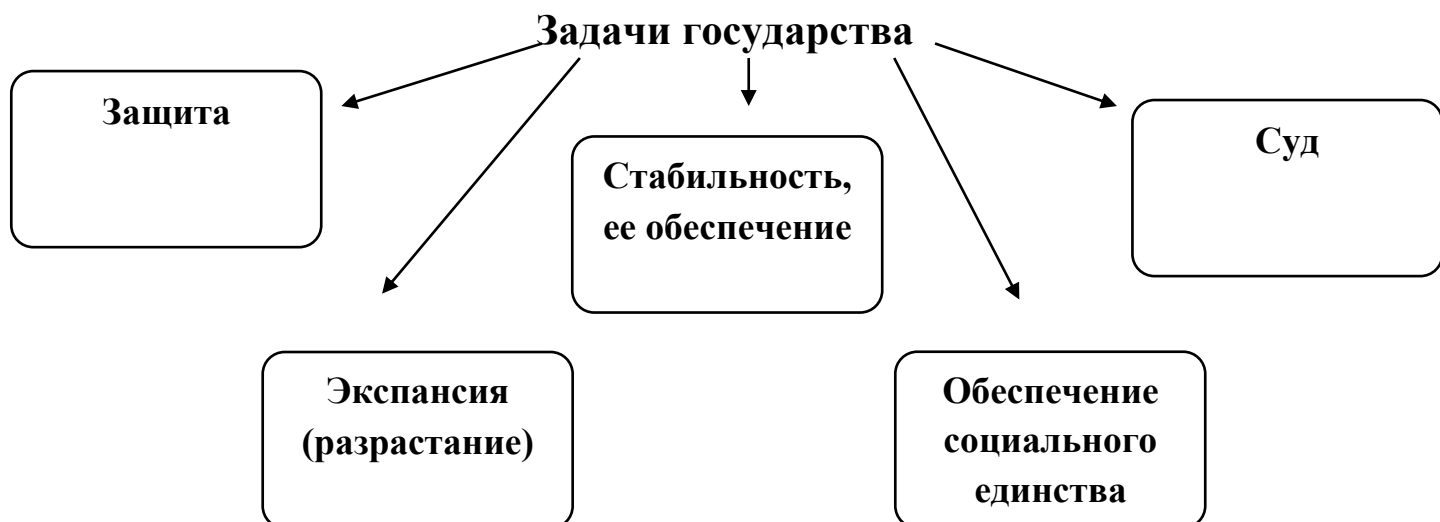 Задачи государства
Защита
Стабильность,
ее обеспечение
Суд
Экспансия
(разрастание)
Обеспечение
социального
единства